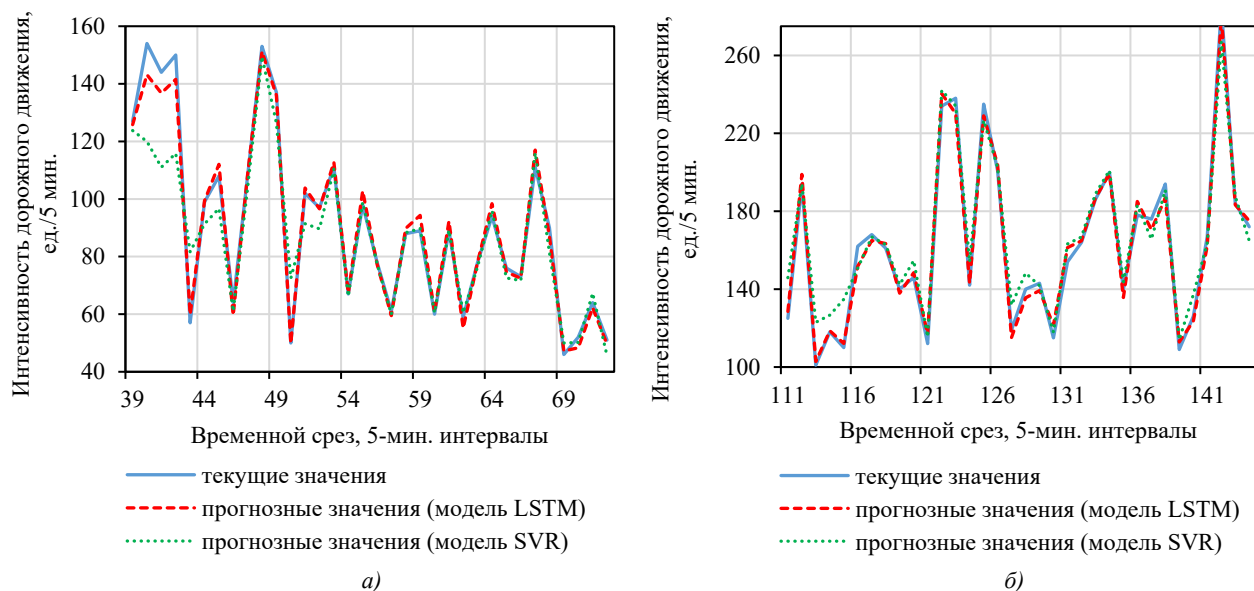 Интенсивность дорожного движения,
ед./5 мин.
160
140
120
100
80
60
40
39 44 49 54 59 64 69
Временной срез, 5-мин. интервалы
текущие значения
прогнозные значения (модель LSTM)
прогнозные значения (модель SVR)
а)
Интенсивность дорожного движения,
ед./5 мин.
260
220
180
140
100
111 116 121 126 131 136 141
Временной срез, 5-мин. интервалы
текущие значения
прогнозные значения (модель LSTM)
прогнозные значения (модель SVR)
б)